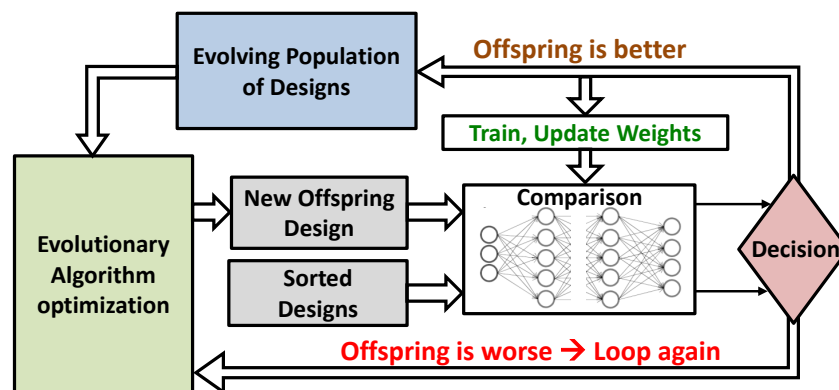 Evolving Population
of Designs
Offspring is better
Train, Update Weights
New Offspring
Design
Comparison
Evolutionary
Algorithm
optimization
Decision
Sorted
Designs
Offspring is worse → Loop again